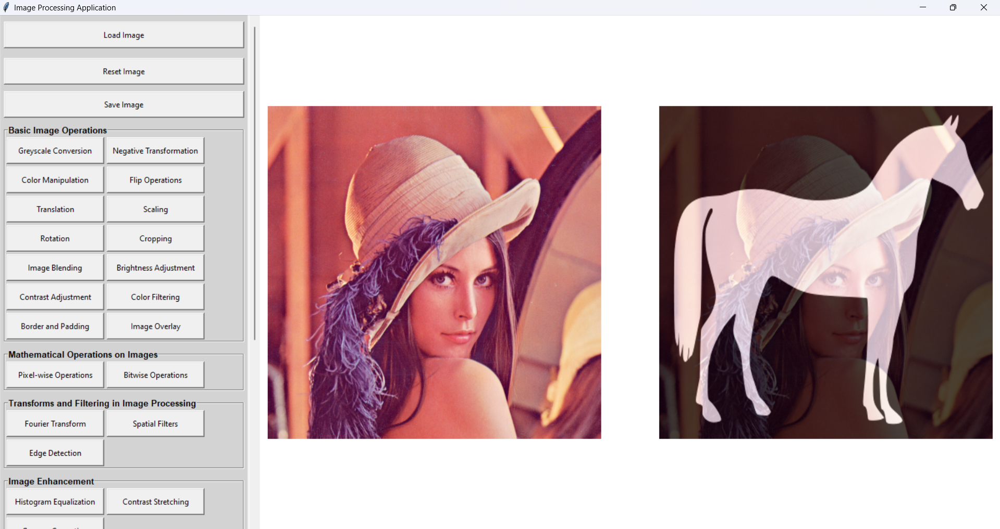 Image Processing Application
Load Image
Reset Image
Save Image
Basic Image Operations
Greyscale Conversion Negative Transformation
Color Manipulation Flip Operations
Translation Scaling
Rotation Cropping
Image Blending Brightness Adjustment
Contrast Adjustment Color Filtering
Border and Padding Image Overlay
Mathematical Operations on Images
Pixel-wise Operations Bitwise Operations
Transforms and Filtering in Image Processing
Fourier Transform Spatial Filters
Edge Detection
Image Enhancement
Histogram Equalization Contrast Stretching